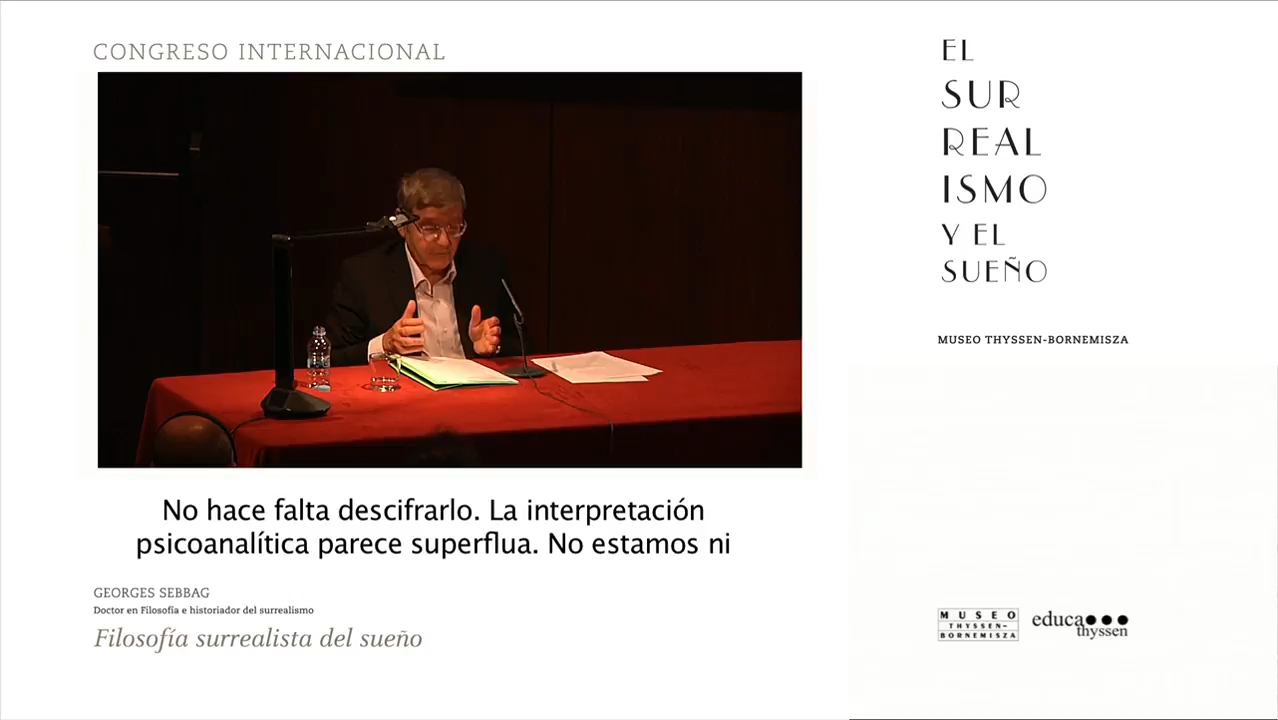 CONGRESO INTERNACIONAL
EL
SUR
REAL
ISMO
Y EL
SUEÑO
MUSEO THYSSEN-BORNEMISZA
No hace falta descifrarlo. La interpretación
psicoanalítica parece superflua. No estamos ni
GEORGES SEBBAG
Doctor en Filosofía e historiador del surrealismo
Filosofía surrealista del sueño
MUSEO
THYSSEN-
BORNEMISZA
educa
thyssen